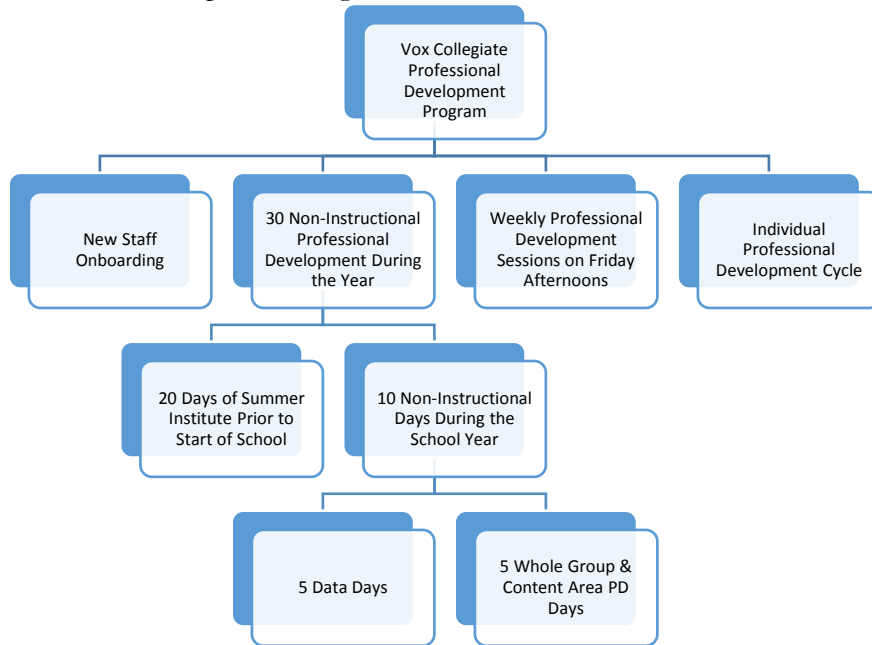 Vox Collegiate
Professional
Development
Program
New Staff
Onboarding
30 Non-Instructional
Professional
Development During
the Year
Weekly Professional
Development
Sessions on Friday
Afternoons
Individual
Professional
Development Cycle
20 Days of Summer
Institute Prior to
Start of School
10 Non-Instructional
Days During the
School Year
5 Data Days
5 Whole Group &
Content Area PD
Days